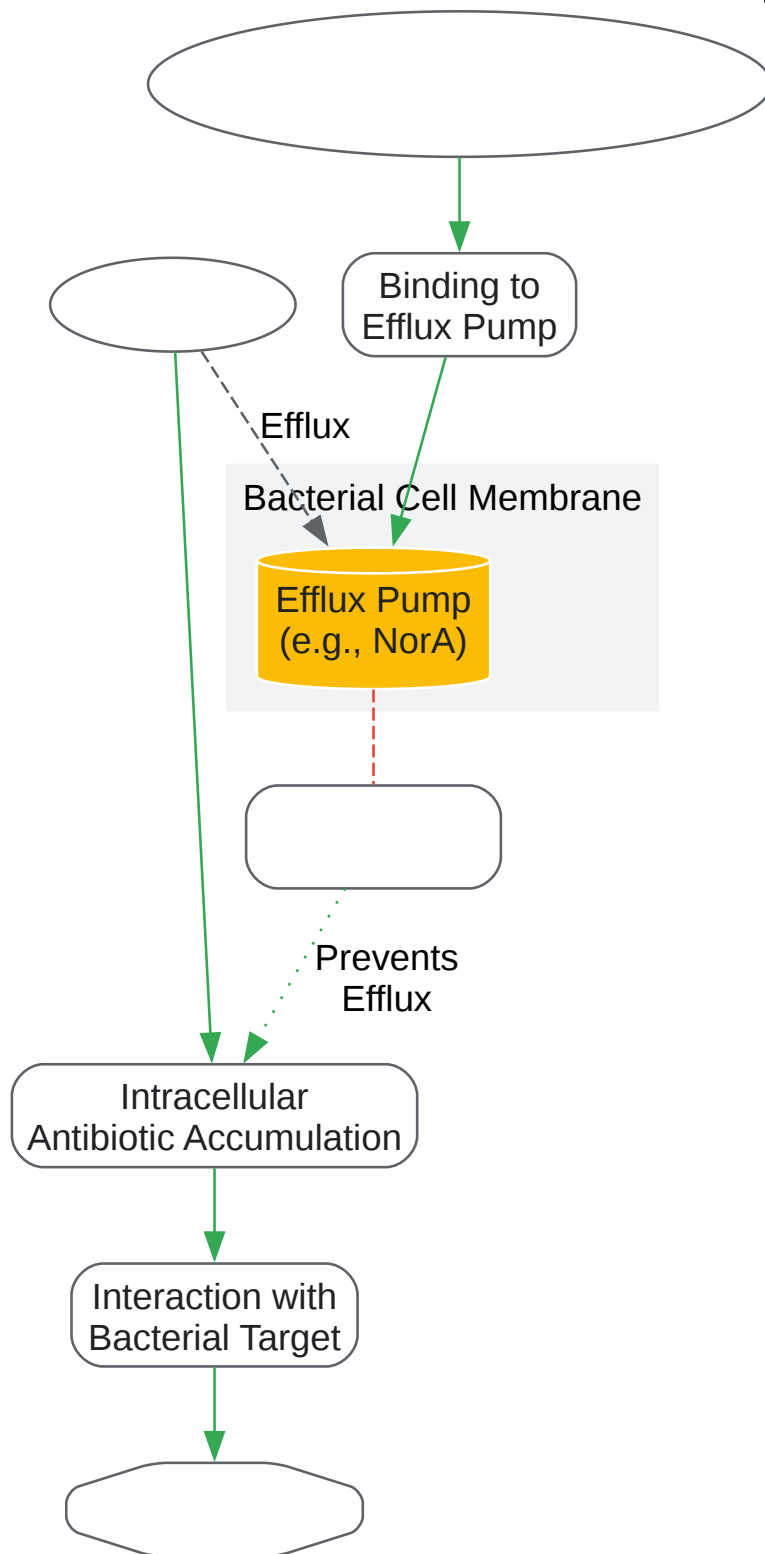 Binding to
Efflux Pump
Efflux
Bacterial Cell Membrane
Efflux Pump
(e.g., NorA)
Prevents
Efflux
Intracellular
Antibiotic Accumulation
Interaction with
Bacterial Target